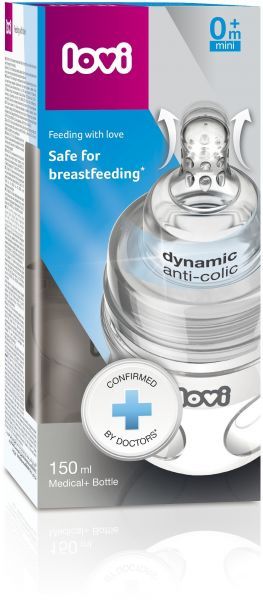 lovi
0+m
mini
Feeding with love
Safe for
breastfeeding*
dynamic
anti-colic
CONFIRMED
BY DOCTORS*
lovi
150 ml
Medical+ Bottle